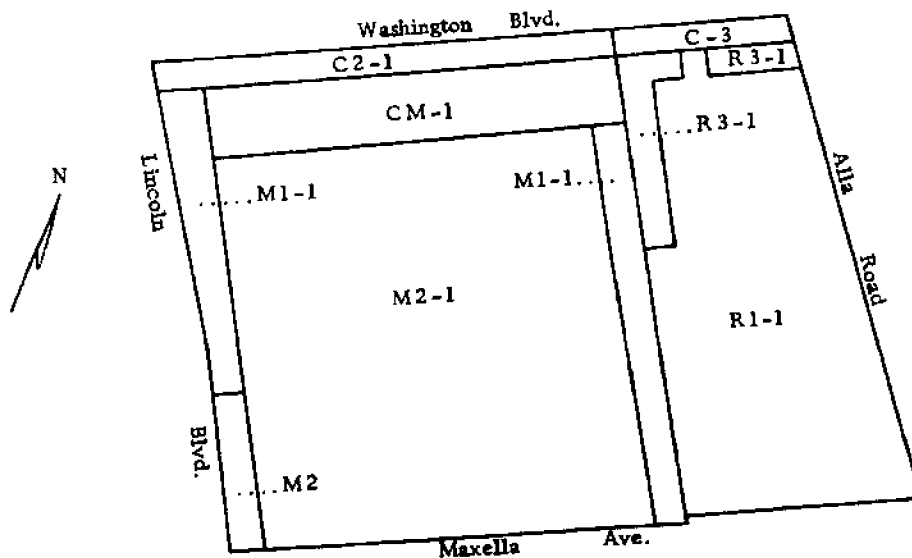 Washington Blvd.
C-3
C2-1
R3-1
CM-1
R3-1
Lincoln
N
M1-1
M1-1
Alla
M2-1
Road
R1-1
Blvd.
M2
Maxella Ave.